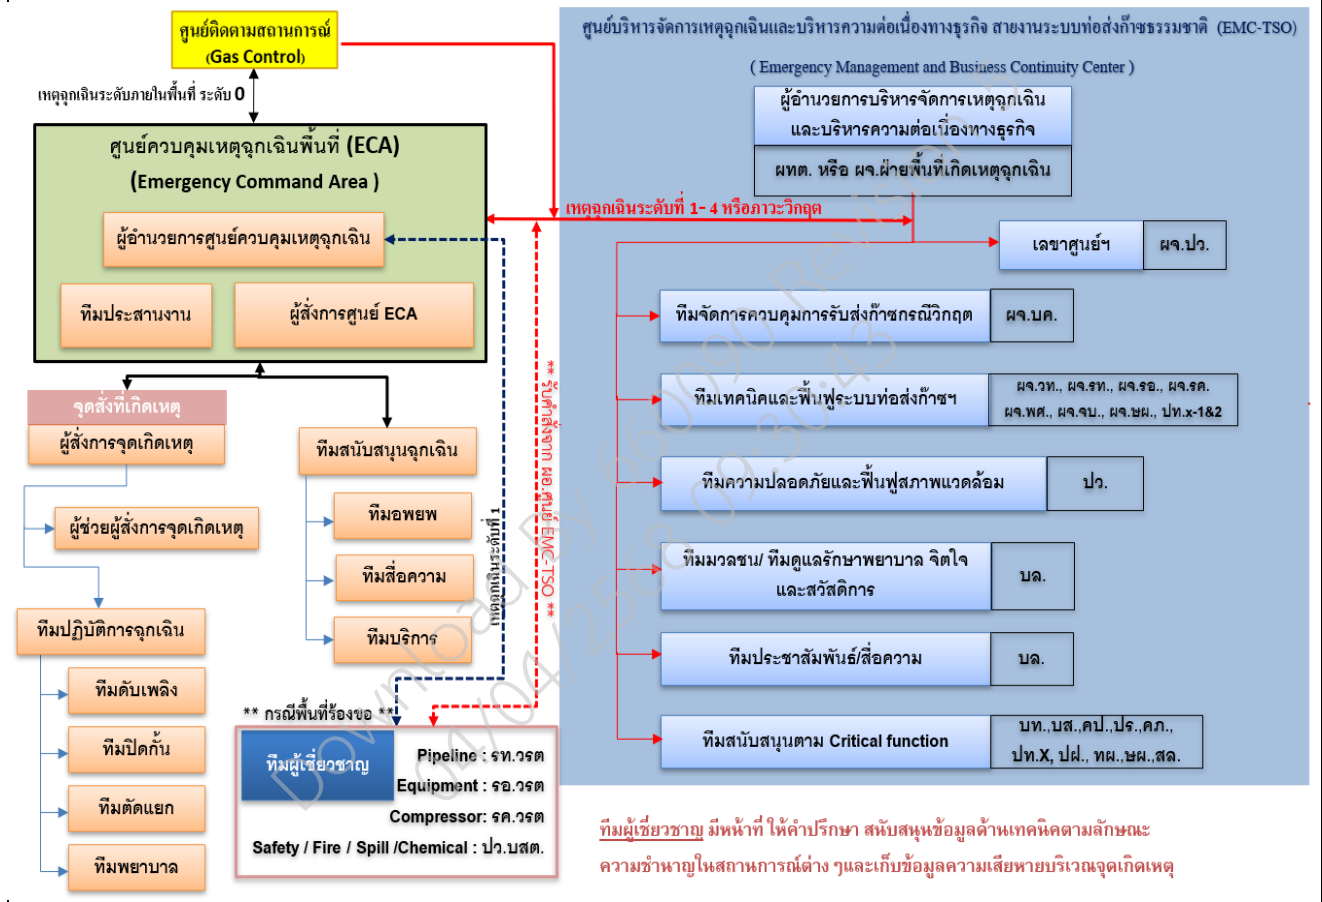 ศูนย์ติดตามสถานการณ์
(Gas Control)
เหตุฉุกเฉินระดับภายในพื้นที่ ระดับ 0
ศูนย์ควบคุมเหตุฉุกเฉินพื้นที่ (ECA)
(Emergency Command Area )
ผู้อำนวยการศูนย์ควบคุมเหตุฉุกเฉิน
ทีมประสานงาน
ผู้สั่งการศูนย์ ECA
จุดสั่งที่เกิดเหตุ
ผู้สั่งการจุดเกิดเหตุ
ผู้ช่วยผู้สั่งการจุดเกิดเหตุ
ทีมปฏิบัติการฉุกเฉิน
ทีมดับเพลิง
ทีมปิดกั้น
ทีมตัดแยก
ทีมพยาบาล
ทีมสนับสนุนฉุกเฉิน
ทีมอพยพ
ทีมสื่อความ
ทีมบริการ
เหตุฉุกเฉินระดับที่ 1
** รับคำสั่งจาก ผอ.ศูนย์ EMC-TSO **
** กรณีพื้นที่ร้องขอ **
ทีมผู้เชี่ยวชาญ
Pipeline : รท.วรต
Equipment : รอ.วรต
Compressor: รค.วรต
Safety / Fire / Spill /Chemical : ปว.บสต.
ศูนย์บริหารจัดการเหตุฉุกเฉินและบริหารความต่อเนื่องทางธุรกิจ สายงานระบบท่อส่งก๊าซธรรมชาติ (EMC-TSO)
( Emergency Management and Business Continuity Center )
ผู้อำนวยการบริหารจัดการเหตุฉุกเฉิน
และบริหารความต่อเนื่องทางธุรกิจ
ผทต. หรือ ผจ.ฝ่ายพื้นที่เกิดเหตุฉุกเฉิน
เหตุฉุกเฉินระดับที่ 1- 4 หรือภาวะวิกฤต
เลขาศูนย์ฯ
ผจ.ปว.
ทีมจัดการควบคุมการรับส่งก๊าซกรณีวิกฤต
ผจ.บค.
ทีมเทคนิคและฟื้นฟูระบบท่อส่งก๊าซฯ
ผจ.วท., ผจ.รท., ผจ.รอ., ผจ.รค.
ผจ.พศ., ผจ.จบ., ผจ.ษผ., ปท.x-1&2
ทีมความปลอดภัยและฟื้นฟูสภาพแวดล้อม
ปว.
ทีมมวลชน/ ทีมดูแลรักษาพยาบาล จิตใจ
และสวัสดิการ
บล.
ทีมประชาสัมพันธ์/สื่อความ
บล.
ทีมสนับสนุนตาม Critical function
บท.,บส.,คป.,ปร.,คภ.,
ปท.X, ปฝ., ทผ.,ษผ.,สล.
ทีมผู้เชี่ยวชาญ มีหน้าที่ ให้คำปรึกษา สนับสนุนข้อมูลด้านเทคนิคตามลักษณะ
ความชำนาญในสถานการณ์ต่าง ๆและเก็บข้อมูลความเสียหายบริเวณจุดเกิดเหตุ